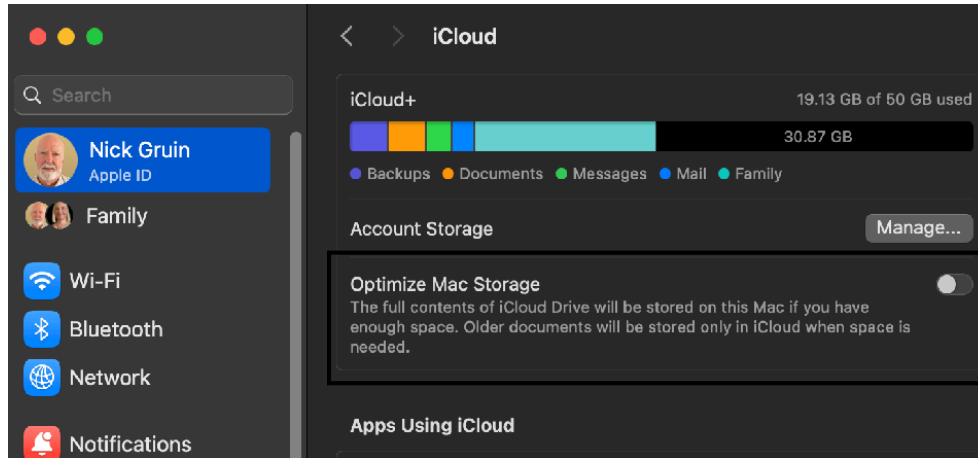 Search
Nick Gruin
Apple ID
Family
Wi-Fi
Bluetooth
Network
Notifications
iCloud
iCloud+
19.13 GB of 50 GB used
30.87 GB
Backups Documents Messages Mail Family
Account Storage
Manage...
Optimize Mac Storage
The full contents of iCloud Drive will be stored on this Mac if you have
enough space. Older documents will be stored only in iCloud when space is
needed.
Apps Using iCloud